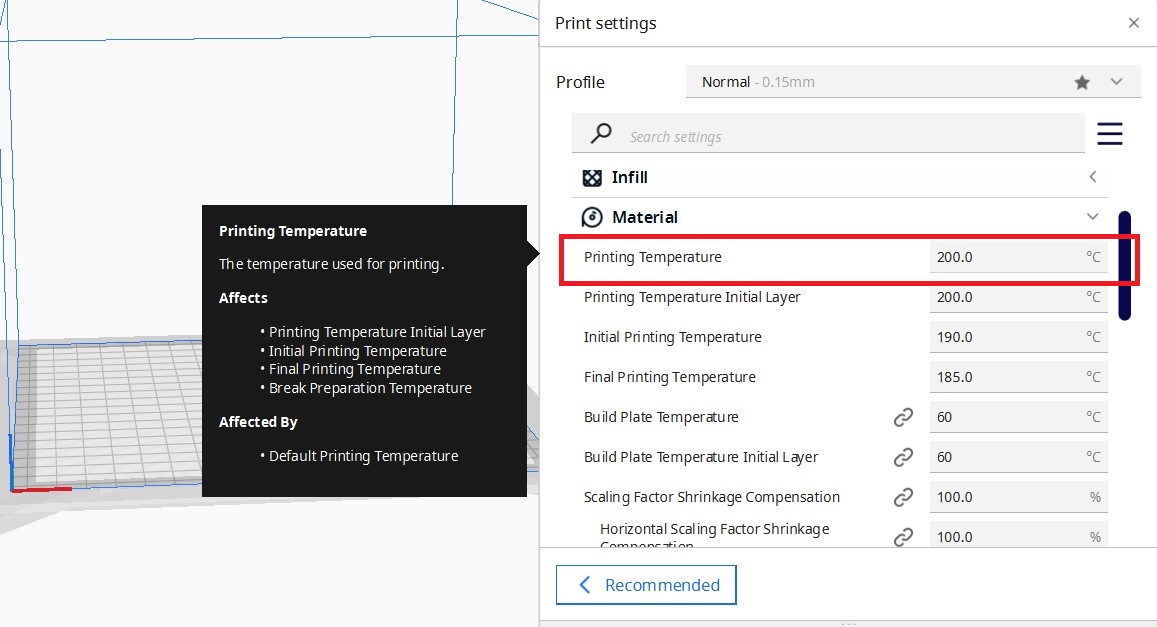 Print settings
Profile
Normal - 0.15mm
Search settings
Infill
Material
Printing Temperature 200.0 °C
Printing Temperature Initial Layer 200.0 °C
Initial Printing Temperature 190.0 °C
Final Printing Temperature 185.0 °C
Build Plate Temperature 60 °C
Build Plate Temperature Initial Layer 60 °C
Scaling Factor Shrinkage Compensation 100.0 %
Horizontal Scaling Factor Shrinkage
Compensation 100.0 %
Recommended
Printing Temperature
The temperature used for printing.
Affects
• Printing Temperature Initial Layer
• Initial Printing Temperature
• Final Printing Temperature
• Break Preparation Temperature
Affected By
• Default Printing Temperature